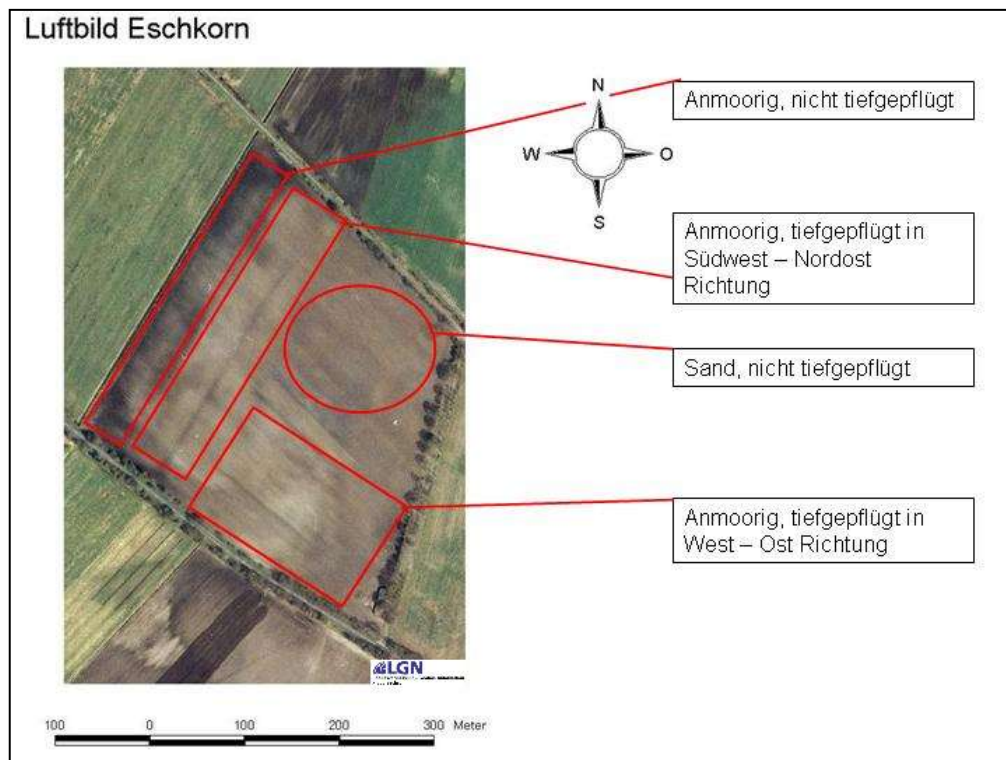 Luftbild Eschkorn
N
W
O
S
Anmoorig, nicht tiefgepflügt
Anmoorig, tiefgepflügt in
Südwest – Nordost
Richtung
Sand, nicht tiefgepflügt
Anmoorig, tiefgepflügt in
West – Ost Richtung
LGN
100 0 100 200 300 Meter